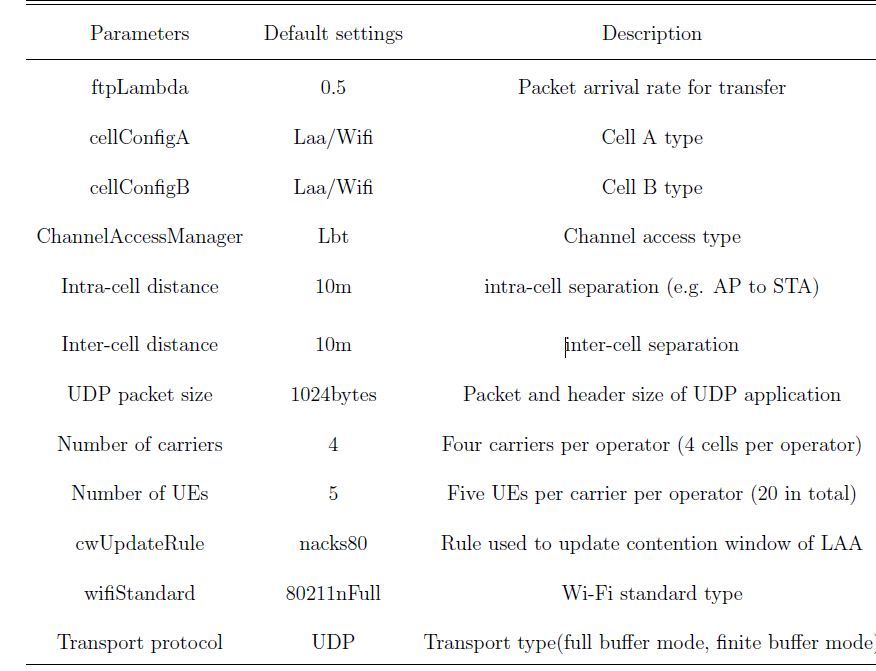 Parameters Default settings Description
ftpLambda 0.5 Packet arrival rate for transfer
cellConfigA Laa/Wifi Cell A type
cellConfigB Laa/Wifi Cell B type
ChannelAccessManager Lbt Channel access type
Intra-cell distance 10m intra-cell separation (e.g. AP to STA)
Inter-cell distance 10m inter-cell separation
UDP packet size 1024bytes Packet and header size of UDP application
Number of carriers 4 Four carriers per operator (4 cells per operator)
Number of UEs 5 Five UEs per carrier per operator (20 in total)
cwUpdateRule nacks80 Rule used to update contention window of LAA
wifiStandard 80211nFull Wi-Fi standard type
Transport protocol UDP Transport type(full buffer mode, finite buffer mode)